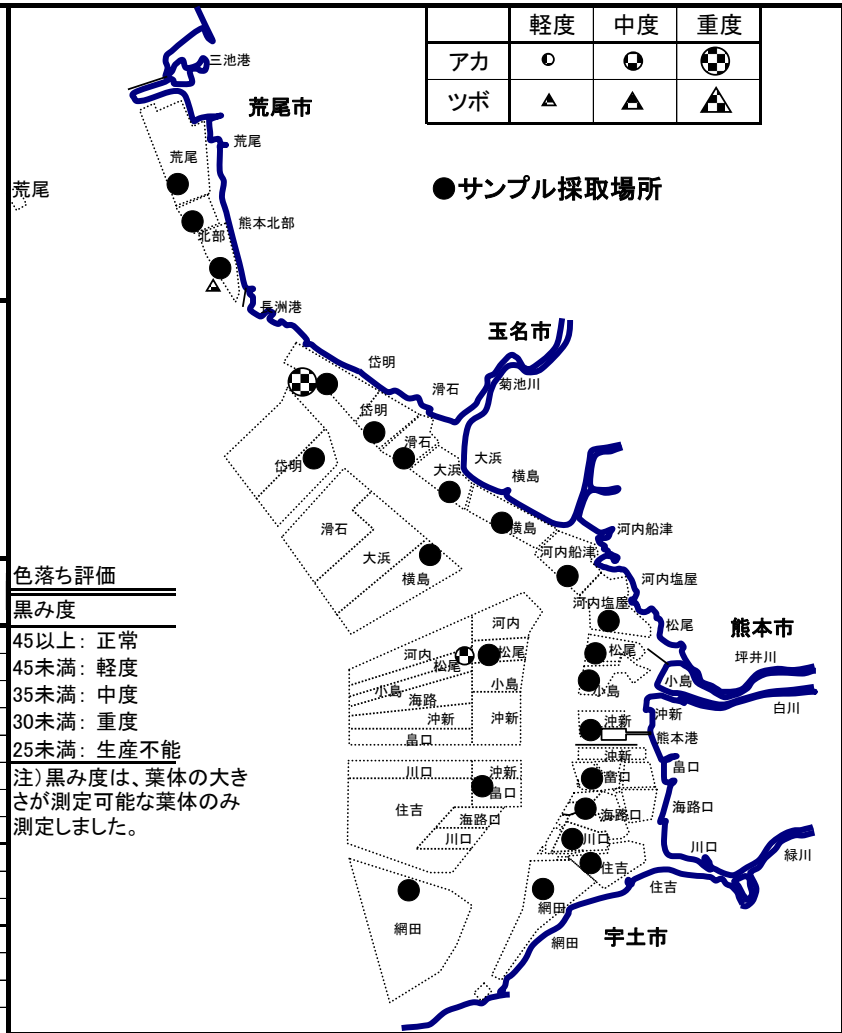 軽度 中度 重度
アカ
ツボ
三池港
荒尾市
荒尾
荒尾
荒尾
●サンプル採取場所
熊本北部
北部
長洲港
玉名市
岱明
滑石
菊池川
岱明
滑石
大浜
大浜
横島
岱明
横島
滑石
大浜
横島
河内船津
河内船津
河内塩屋
河内塩屋
松尾
熊本市
坪井川
河内
河内
松尾
松尾
松尾
小島
小島
小島
小島
白川
海路
沖新
沖新
沖新
沖新
熊本港
畠口
沖新
川口
沖新
畠口
畠口
畠口
住吉
海路口
海路口
海路口
川口
川口
川口
緑川
住吉
住吉
網田
網田
網田
宇土市
色落ち評価
黒み度
45以上: 正常
45未満: 軽度
35未満: 中度
30未満: 重度
25未満: 生産不能
注)黒み度は、葉体の大き
さが測定可能な葉体のみ
測定しました。